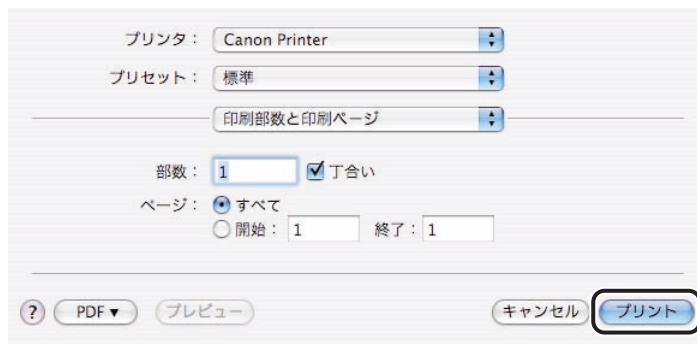 プリンタ： Canon Printer
プリセット： 標準
印刷部数と印刷ページ
部数： 1 丁合い
ページ： すべて
開始： 1 終了： 1
? PDF▼ プレビュー キャンセル プリント